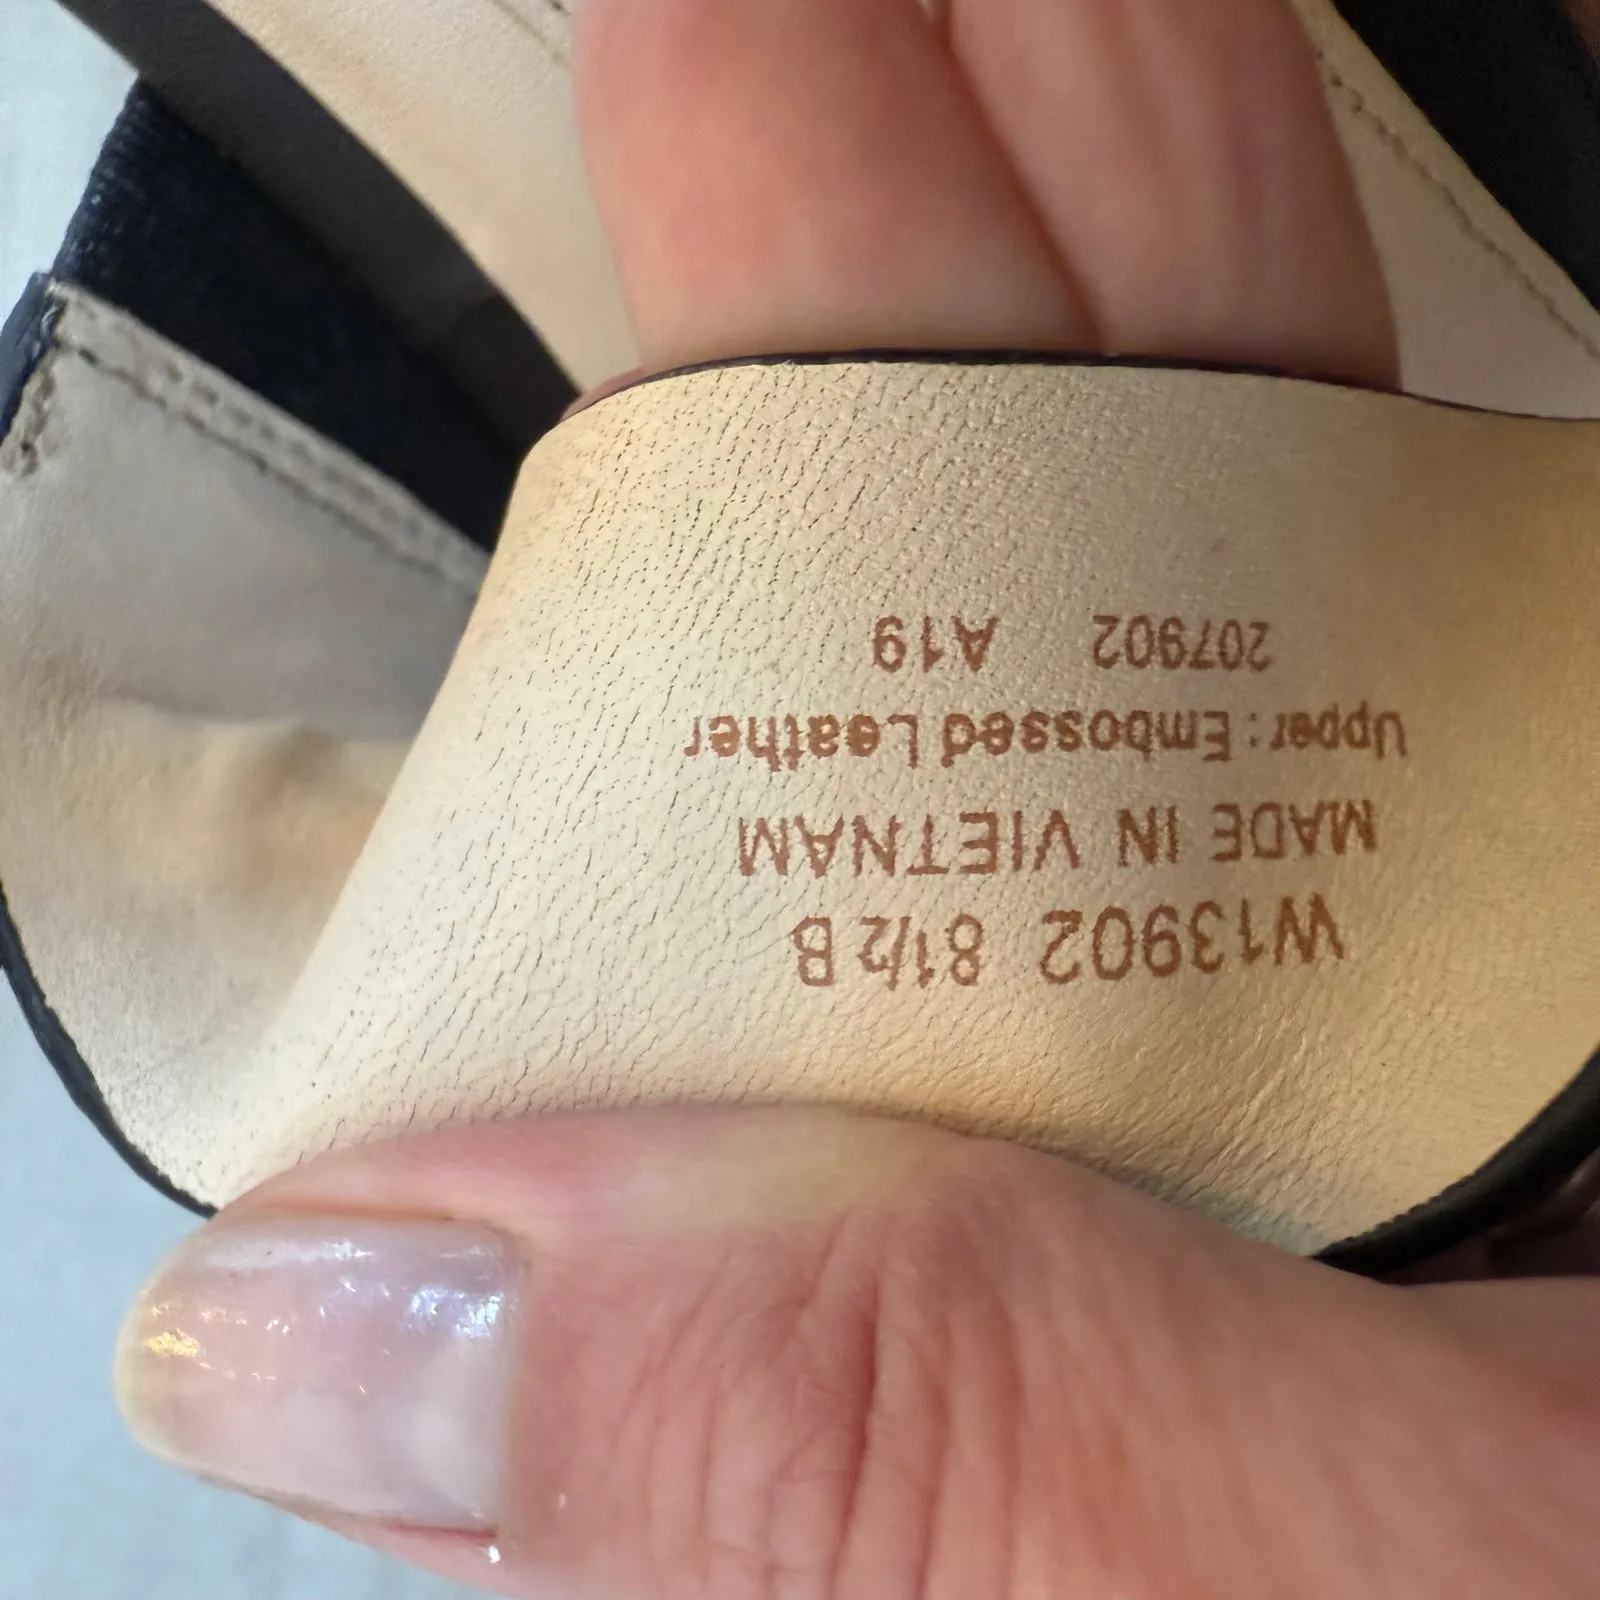 W13902 8½ B
MADE IN VIETNAM
Upper: Embossed Leather
207902 A19